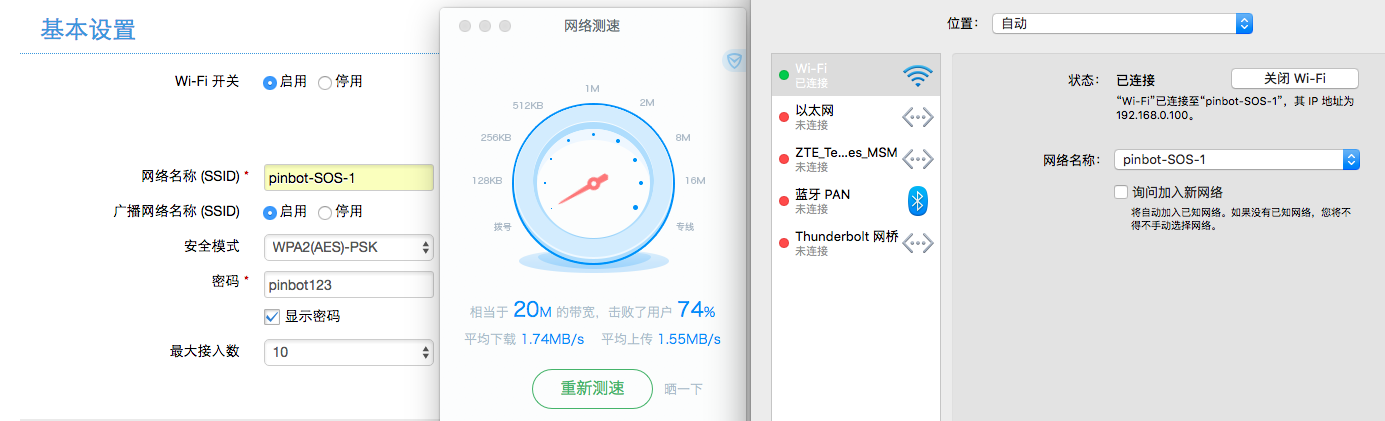 基本设置
Wi-Fi 开关
启用
停用
网络名称 (SSID) *
pinbot-SOS-1
广播网络名称 (SSID)
启用
停用
安全模式
WPA2(AES)-PSK
密码 *
pinbot123
显示密码
最大接入数
10
网络测速
1M
512KB
2M
256KB
8M
128KB
16M
拨号
专线
相当于 20M 的带宽，击败了用户 74%
平均下载 1.74MB/s 平均上传 1.55MB/s
重新测速
晒一下
位置：
自动
Wi-Fi
已连接
以太网
未连接
ZTE_Te...es_MSM
未连接
蓝牙 PAN
未连接
Thunderbolt 网桥
未连接
状态：
已连接
关闭 Wi-Fi
“Wi-Fi”已连接至“pinbot-SOS-1”，其 IP 地址为
192.168.0.100。
网络名称：
pinbot-SOS-1
询问加入新网络
将自动加入已知网络。如果没有已知网络，您将不
得不手动选择网络。